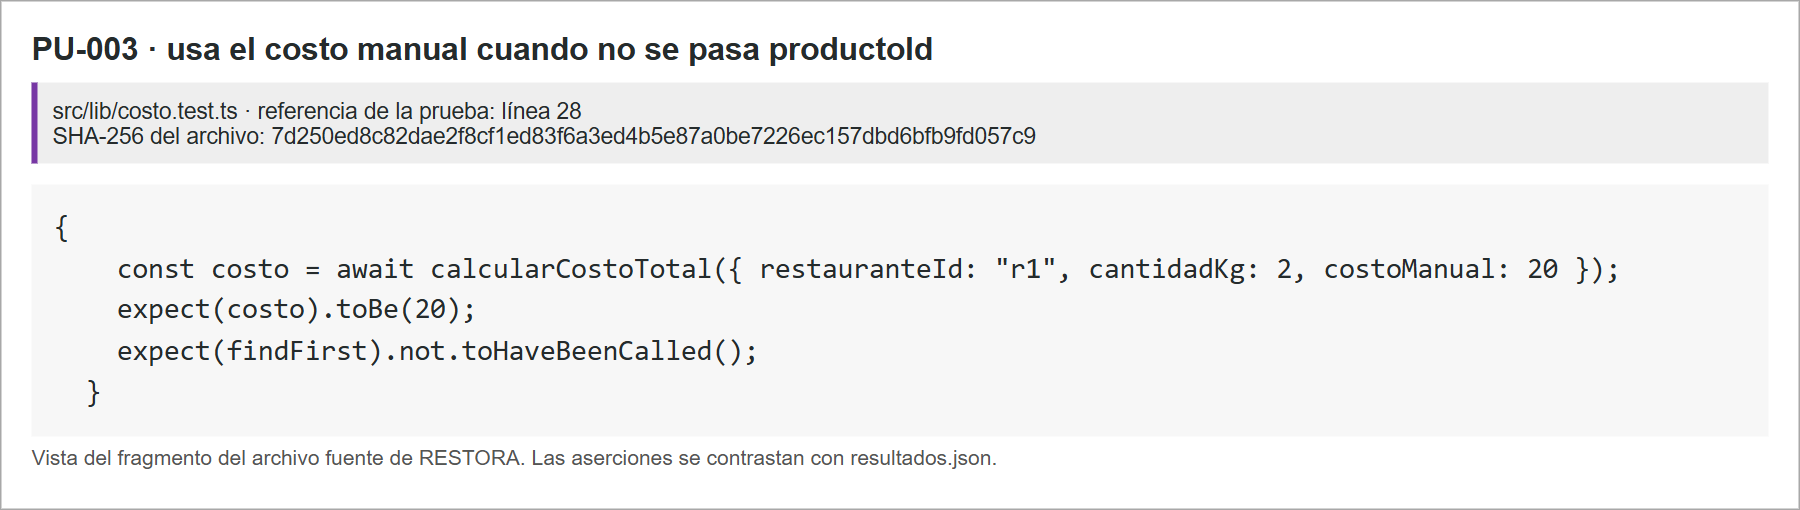 PU-003 · usa el costo manual cuando no se pasa productoId
src/lib/costo.test.ts · referencia de la prueba: línea 28
SHA-256 del archivo: 7d250ed8c82dae2f8cf1ed83f6a3ed4b5e87a0be7226ec157dbd6bfb9fd057c9
{
    const costo = await calcularCostoTotal({ restauranteId: "r1", cantidadKg: 2, costoManual: 20 });
    expect(costo).toBe(20);
    expect(findFirst).not.toHaveBeenCalled();
  }
Vista del fragmento del archivo fuente de RESTORA. Las aserciones se contrastan con resultados.json.